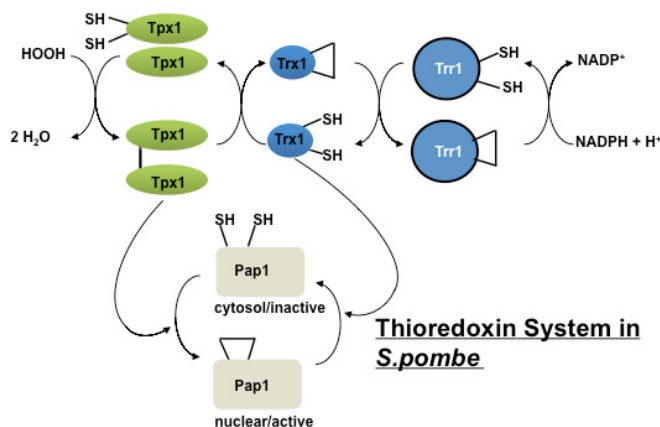 SH
SH
Tpx1
Tpx1
HOOH
2 H₂O
Tpx1
Tpx1
Trx1
Trx1
SH
SH
Trr1
SH
SH
Trr1
NADP⁺
NADPH + H⁺
SH SH
Pap1
cytosol/inactive
Pap1
nuclear/active
Thioredoxin System in
S.pombe